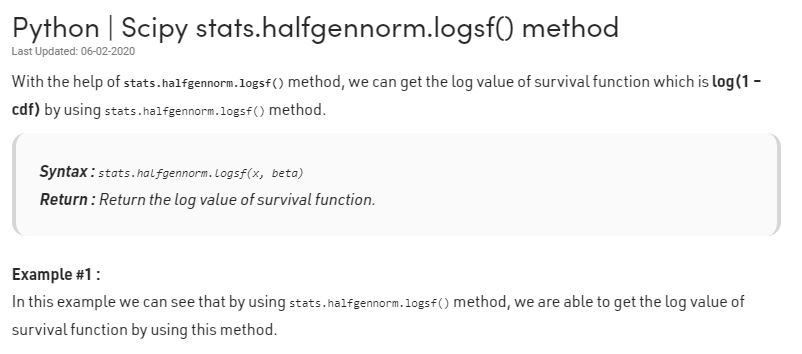 Python | Scipy stats.halfgennorm.logsf() method
Last Updated: 06-02-2020
With the help of stats.halfgennorm.logsf() method, we can get the log value of survival function which is log(1 –
cdf) by using stats.halfgennorm.logsf() method.
Syntax : stats.halfgennorm.logsf(x, beta)
Return : Return the log value of survival function.
Example #1 :
In this example we can see that by using stats.halfgennorm.logsf() method, we are able to get the log value of
survival function by using this method.